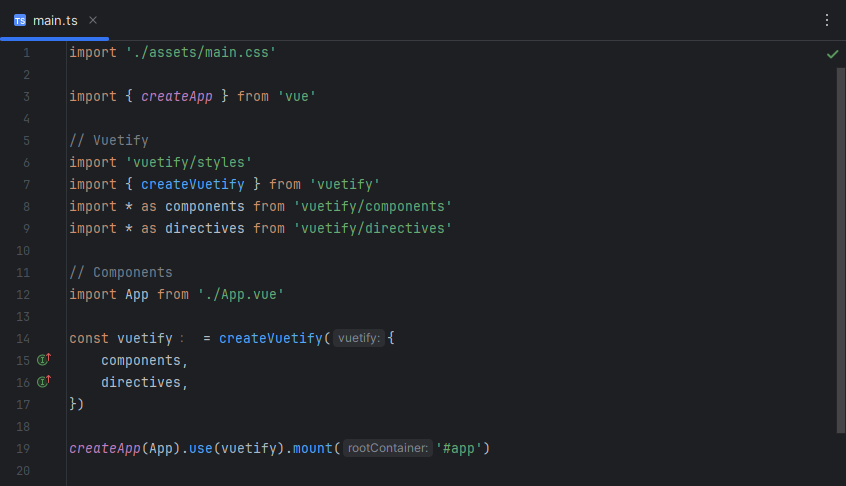 TS main.ts ×
1 import './assets/main.css'
2
3 import { createApp } from 'vue'
4
5 // Vuetify
6 import 'vuetify/styles'
7 import { createVuetify } from 'vuetify'
8 import * as components from 'vuetify/components'
9 import * as directives from 'vuetify/directives'
10
11 // Components
12 import App from './App.vue'
13
14 const vuetify : = createVuetify( vuetify: {
15 components,
16 directives,
17 })
18
19 createApp(App).use(vuetify).mount( rootContainer: '#app')
20